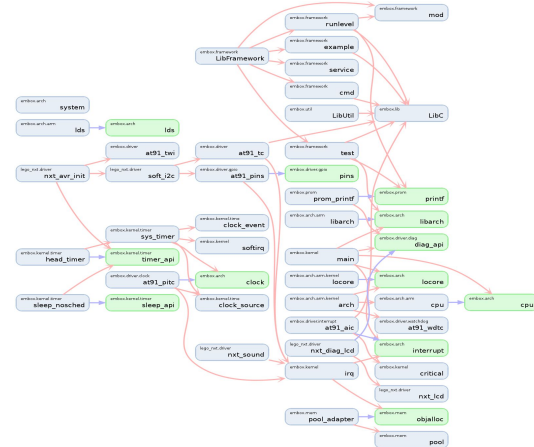 embox.framework
mod
embox.framework
runlevel
embox.framework
example
embox.framework
LibFramework
embox.framework
service
embox.framework
cmd
embox.arch
system
embox.util
LibUtil
embox.lib
LibC
embox.arch.arm
lds
embox.arch
lds
embox.driver
at91_twi
embox.driver
at91_tc
embox.framework
test
lego_nxt.driver
nxt_avr_init
lego_nxt.driver
soft_i2c
embox.driver.gpio
at91_pins
embox.driver.gpio
pins
embox.prom
prom_printf
embox.prom
printf
embox.kernel.time
clock_event
embox.arch.arm
libarch
embox.arch
libarch
embox.kernel.timer
sys_timer
embox.kernel
softirq
embox.driver.diag
diag_api
embox.kernel.timer
head_timer
embox.kernel.timer
timer_api
embox.kernel
main
embox.driver.clock
at91_pitc
embox.arch
clock
embox.arch.arm.kernel
locore
embox.arch
locore
embox.kernel.timer
sleep_nosched
embox.kernel.timer
sleep_api
embox.kernel.time
clock_source
embox.arch.arm.kernel
arch
embox.arch.arm
cpu
embox.arch
cpu
embox.driver.interrupt
at91_aic
embox.driver.watchdog
at91_wdtc
lego_nxt.driver
nxt_sound
lego_nxt.driver
nxt_diag_lcd
embox.arch
interrupt
embox.kernel
irq
embox.kernel
critical
lego_nxt.driver
nxt_lcd
embox.mem
pool_adapter
embox.mem
objalloc
embox.mem
pool